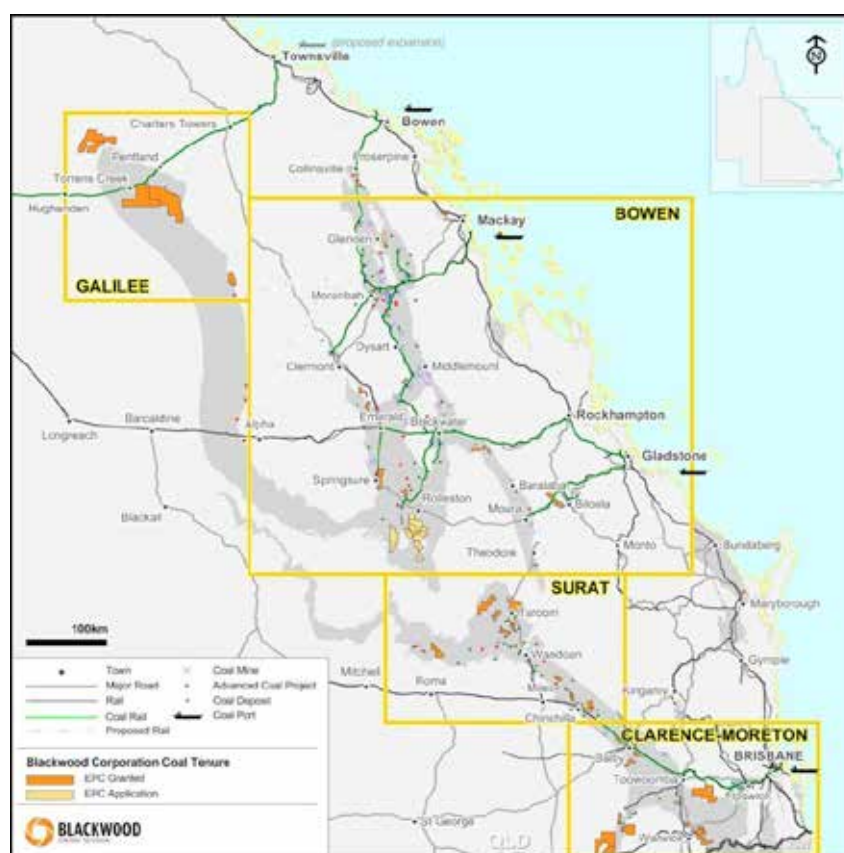 (proposed expansion)
Townsville
Bowen
Charters Towers
Proserpine
Pentland
Collinsville
Torrens Creek
Hughenden
Mackay
BOWEN
Glenden
GALILEE
Moranbah
Dysart
Clermont
Middlemount
Rockhampton
Barcaldine
Emerald
Blackwater
Longreach
Alpha
Gladstone
Springsure
Baralaba
Rolleston
Moura
Biloela
Blackall
Theodore
Monto
Bundaberg
SURAT
Taroom
Maryborough
100km
Wandoan
Gympie
Mitchell
Roma
Kingaroy
Chinchilla
CLARENCE-MORETON
Dalby
BRISBANE
Toowoomba
Ipswich
St George
QLD
Warwick
Town
Major Road
Rail
Coal Rail
Proposed Rail
Coal Mine
Advanced Coal Project
Coal Deposit
Coal Port
Blackwood Corporation Coal Tenure
EPC Granted
EPC Application
BLACKWOOD